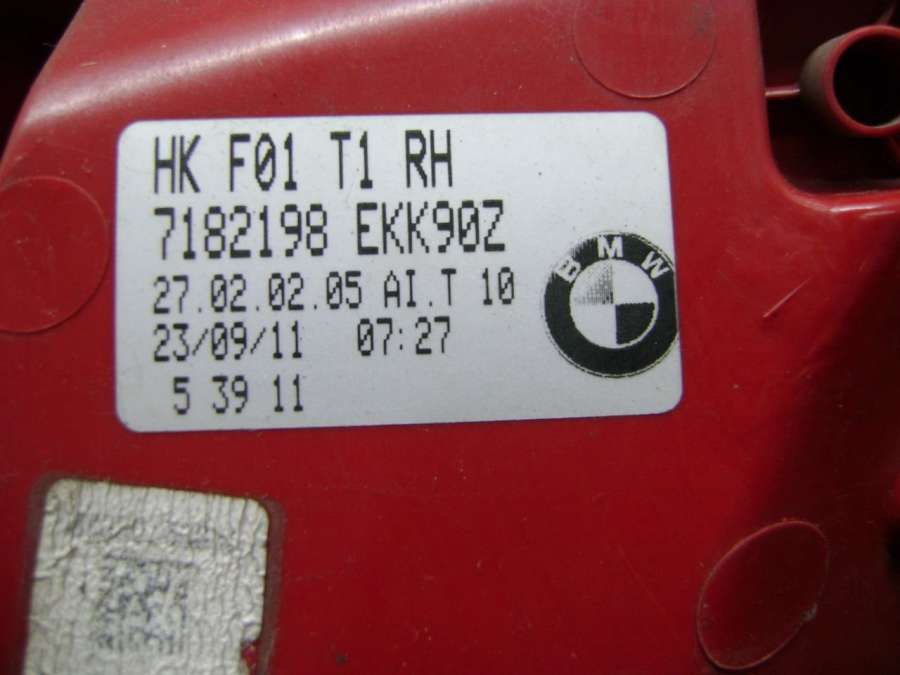 HK F01 T1 RH
7182198 EKK90Z
27.02.02.05 AI.T 10
23/09/11 07:27
5 39 11
BMW